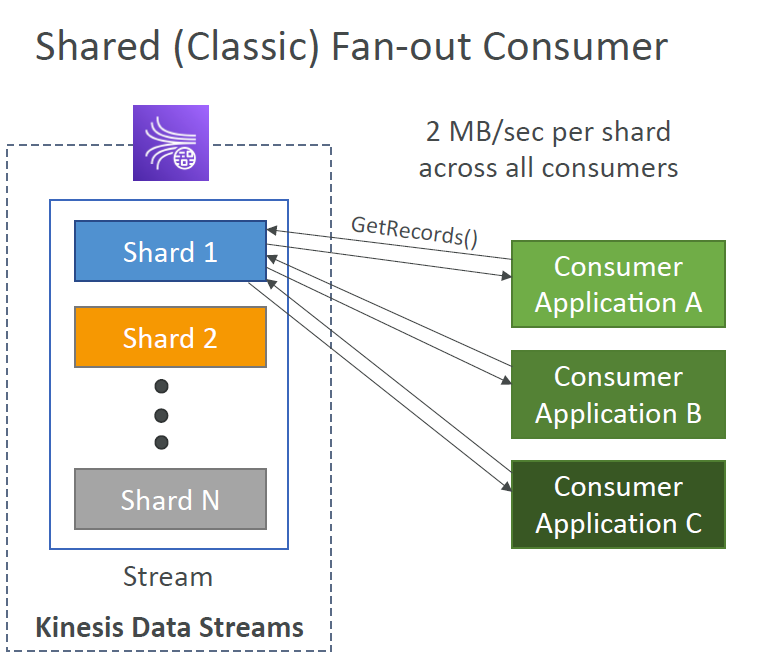 Shared (Classic) Fan-out Consumer
2 MB/sec per shard
across all consumers
GetRecords()
Shard 1
Shard 2
Shard N
Stream
Kinesis Data Streams
Consumer
Application A
Consumer
Application B
Consumer
Application C